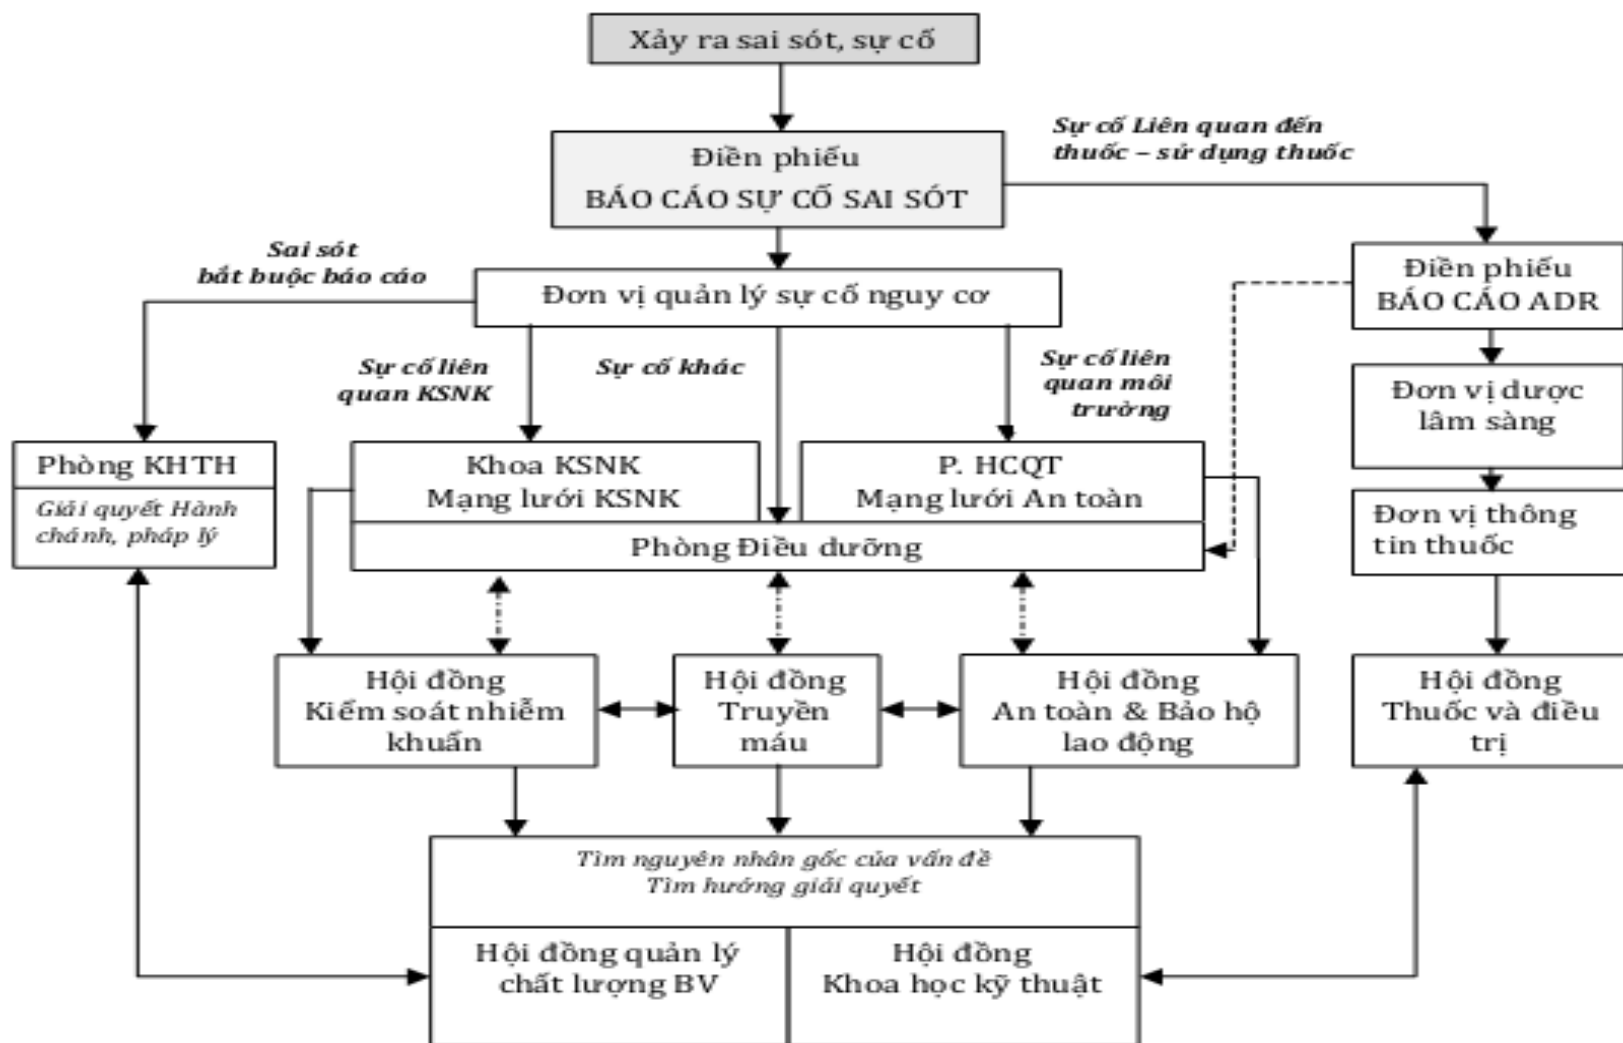 Xảy ra sai sót, sự cố
Điền phiếu
BÁO CÁO SỰ CỐ SAI SÓT
Sự cố Liên quan đến
thuốc – sử dụng thuốc
Sai sót
bắt buộc báo cáo
Đơn vị quản lý sự cố nguy cơ
Điền phiếu
BÁO CÁO ADR
Sự cố liên
quan KSNK
Sự cố khác
Sự cố liên
quan môi
trường
Đơn vị dược
lâm sàng
Phòng KHTH
Giải quyết Hành
chánh, pháp lý
Khoa KSNK
Mạng lưới KSNK
P. HCQT
Mạng lưới An toàn
Phòng Điều dưỡng
Đơn vị thông
tin thuốc
Hội đồng
Kiểm soát nhiễm
khuẩn
Hội đồng
Truyền
máu
Hội đồng
An toàn & Bảo hộ
lao động
Hội đồng
Thuốc và điều
trị
Tìm nguyên nhân gốc của vấn đề
Tìm hướng giải quyết
Hội đồng quản lý
chất lượng BV
Hội đồng
Khoa học kỹ thuật